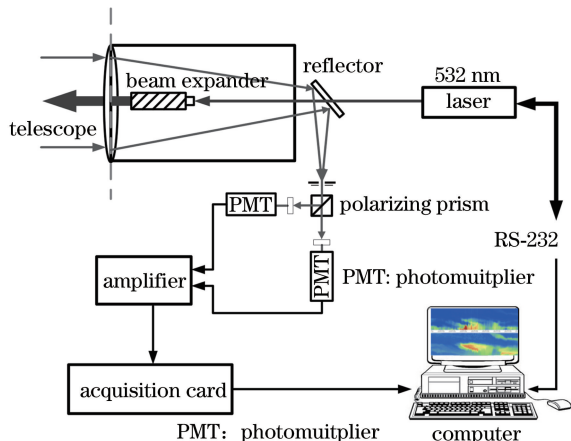 reflector
beam expander
532 nm
laser
telescope
PMT
polarizing prism
RS-232
amplifier
PMT
PMT: photomuitplier
acquisition card
PMT: photomuitplier
computer